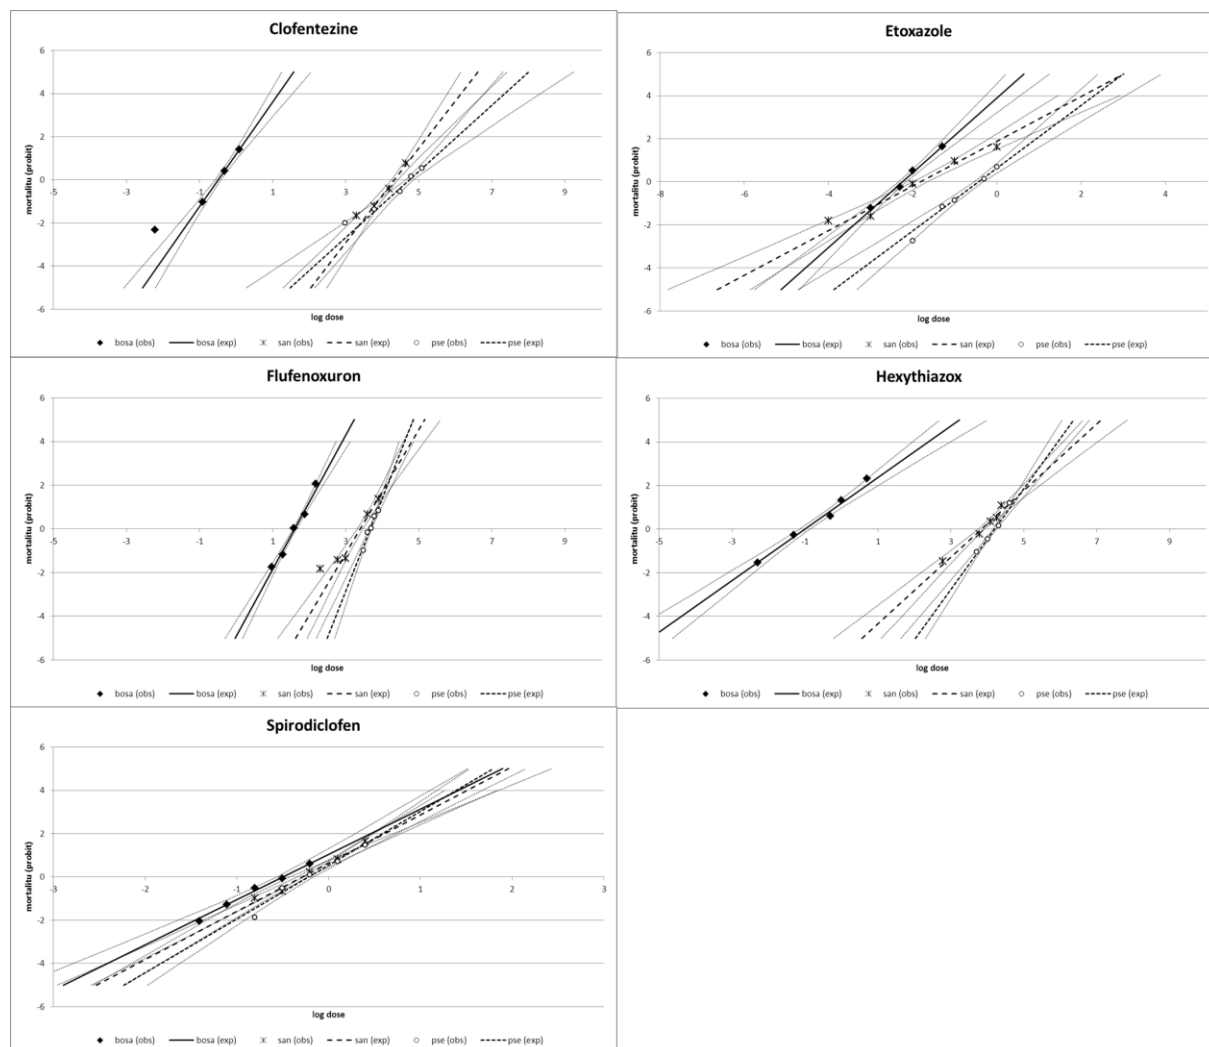 Clofentezine
6
4
2
0
-2
-4
-6
-5 -3 -1 1 3 5 7 9
mortalitu (probit)
log dose
bosa (obs) bosa (exp) san (obs) san (exp) pse (obs) pse (exp)
Etoxazole
6
4
2
0
-2
-4
-6
-8 -6 -4 -2 0 2 4
mortalitu (probit)
log dose
bosa (obs) bosa (exp) san (obs) san (exp) pse (obs) pse (exp)
Flufenoxuron
6
4
2
0
-2
-4
-6
-5 -3 -1 1 3 5 7 9
mortalitu (probit)
log dose
bosa (obs) bosa (exp) san (obs) san (exp) pse (obs) pse (exp)
Hexythiazox
6
4
2
0
-2
-4
-6
-5 -3 -1 1 3 5 7 9
mortalitu (probit)
log dose
bosa (obs) bosa (exp) san (obs) san (exp) pse (obs) pse (exp)
Spirodiclofen
6
4
2
0
-2
-4
-6
-3 -2 -1 0 1 2 3
mortalitu (probit)
log dose
bosa (obs) bosa (exp) san (obs) san (exp) pse (obs) pse (exp)